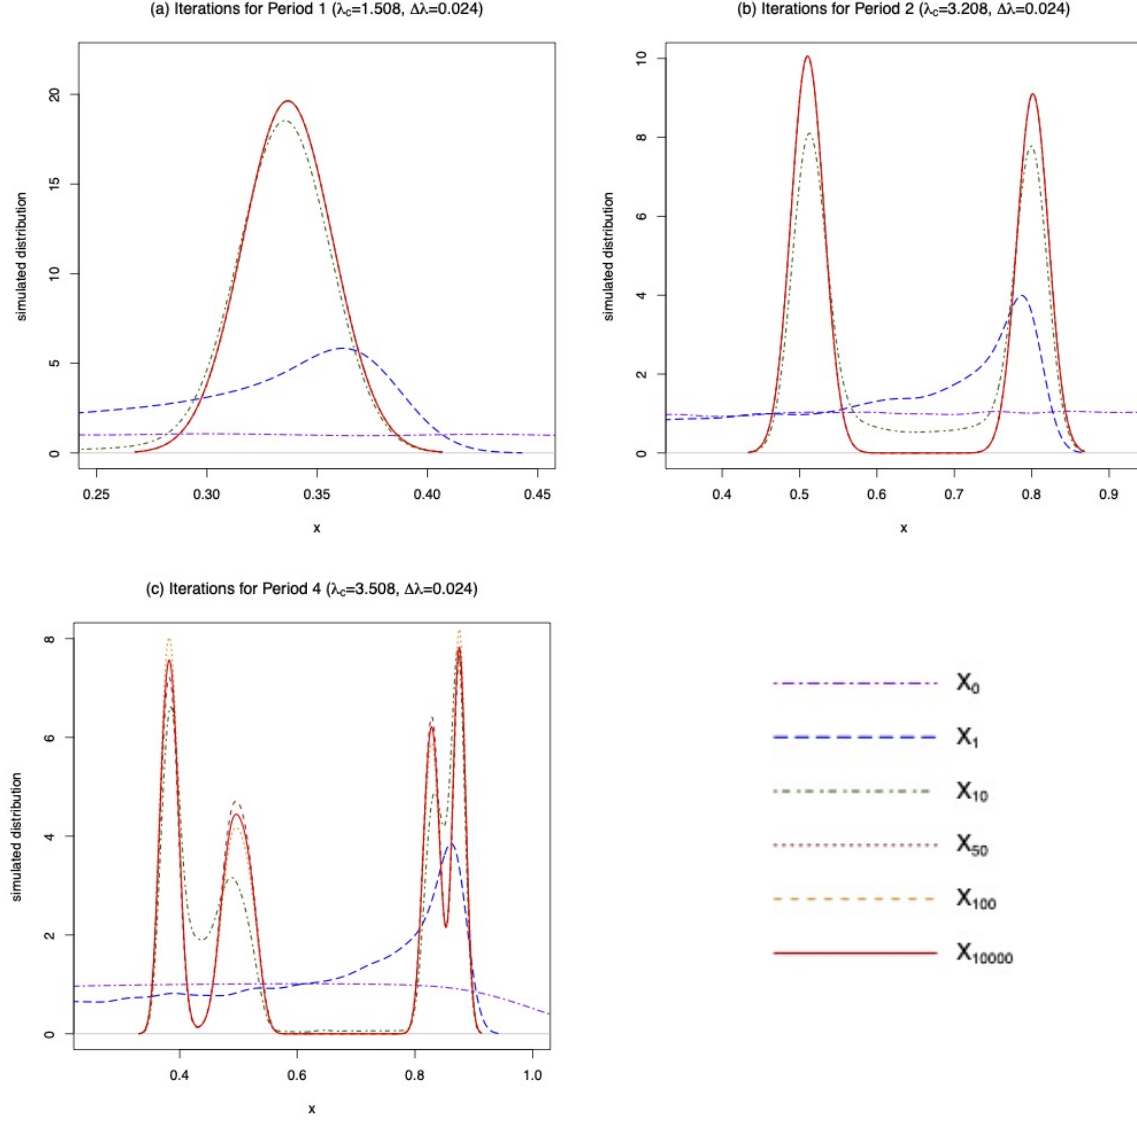 (a) Iterations for Period 1 (λc=1.508, Δλ=0.024)
simulated distribution
20
15
10
5
0
0.25 0.30 0.35 0.40 0.45
x
(b) Iterations for Period 2 (λc=3.208, Δλ=0.024)
simulated distribution
10
8
6
4
2
0
0.4 0.5 0.6 0.7 0.8 0.9
x
(c) Iterations for Period 4 (λc=3.508, Δλ=0.024)
simulated distribution
8
6
4
2
0
0.4 0.6 0.8 1.0
x
X0
X1
X10
X50
X100
X10000